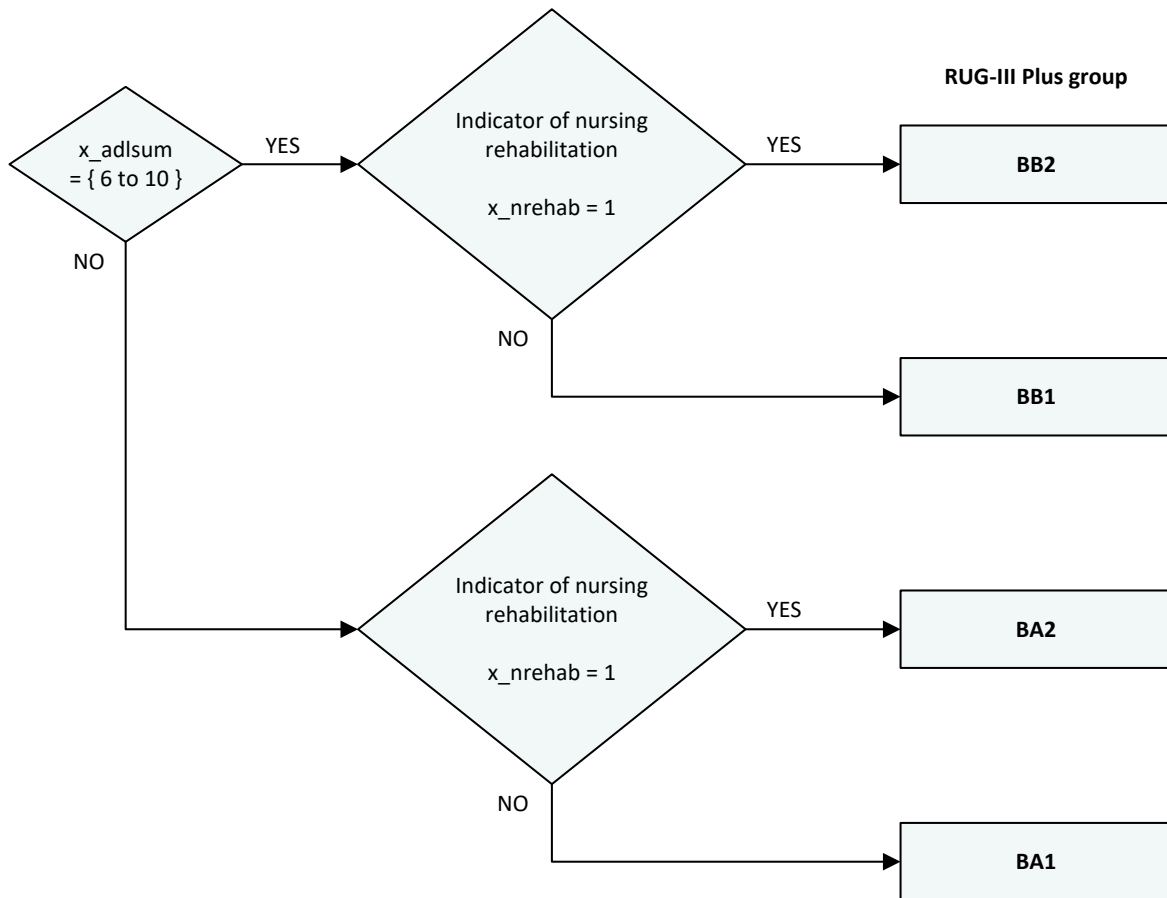 RUG-III Plus group
x_adlsum
= { 6 to 10 }
YES
Indicator of nursing
rehabilitation
x_nrehab = 1
YES
BB2
NO
NO
BB1
Indicator of nursing
rehabilitation
x_nrehab = 1
YES
BA2
NO
BA1